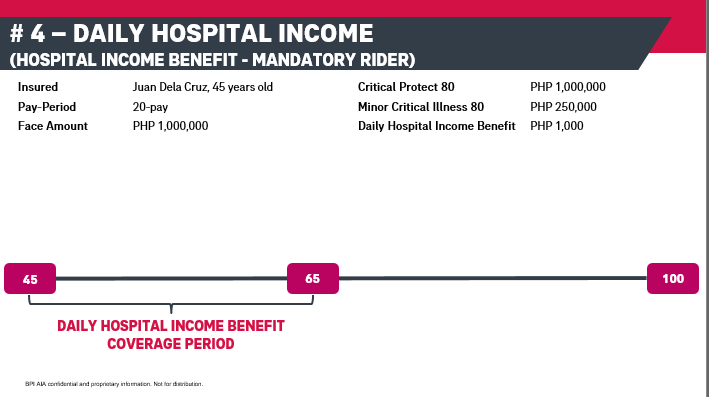 # 4 – DAILY HOSPITAL INCOME
(HOSPITAL INCOME BENEFIT - MANDATORY RIDER)
Insured Juan Dela Cruz, 45 years old
Pay-Period 20-pay
Face Amount PHP 1,000,000
Critical Protect 80 PHP 1,000,000
Minor Critical Illness 80 PHP 250,000
Daily Hospital Income Benefit PHP 1,000
45 65 100
DAILY HOSPITAL INCOME BENEFIT
COVERAGE PERIOD
BPI AIA confidential and proprietary information. Not for distribution.